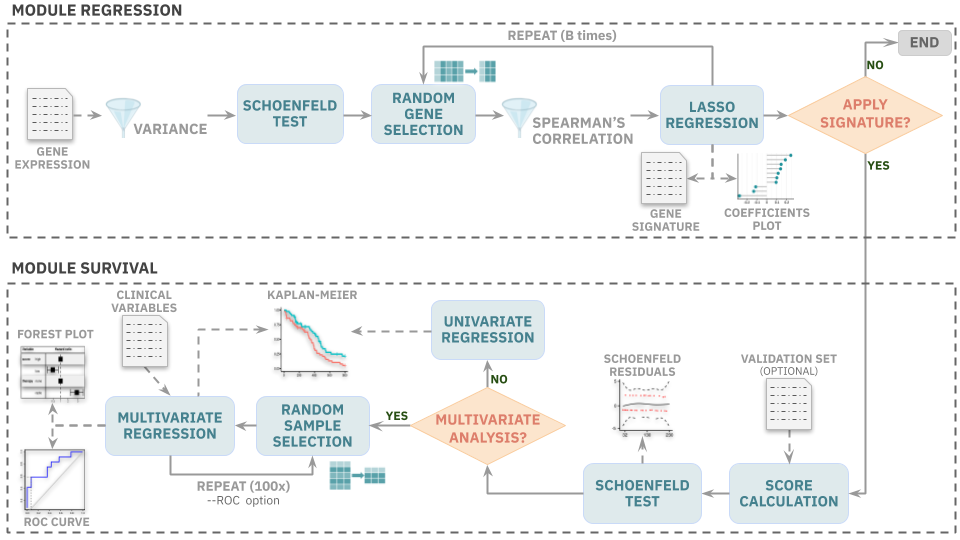 MODULE REGRESSION
REPEAT (B times)
END
NO
GENE
EXPRESSION
VARIANCE
SCHOENFELD
TEST
RANDOM
GENE
SELECTION
SPEARMAN'S
CORRELATION
LASSO
REGRESSION
APPLY
SIGNATURE?
YES
GENE
SIGNATURE
COEFFICIENTS
PLOT
MODULE SURVIVAL
CLINICAL
VARIABLES
KAPLAN-MEIER
FOREST PLOT
UNIVARIATE
REGRESSION
NO
SCHOENFELD
RESIDUALS
VALIDATION SET
(OPTIONAL)
MULTIVARIATE
REGRESSION
RANDOM
SAMPLE
SELECTION
YES
MULTIVARIATE
ANALYSIS?
REPEAT (100x)
--ROC option
SCHOENFELD
TEST
SCORE
CALCULATION
ROC CURVE